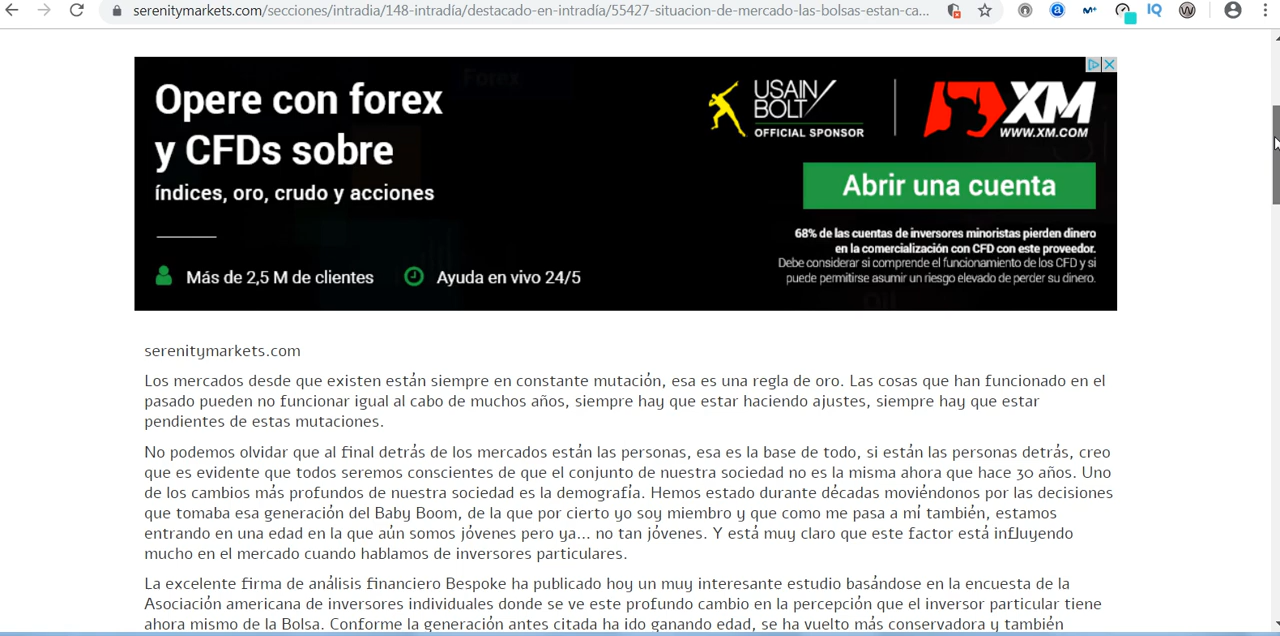 serenitymarkets.com/secciones/intradia/148-intradía/destacado-en-intradía/55427-situacion-de-mercado-las-bolsas-estan-ca...
Forex
Opere con forex
y CFDs sobre
índices, oro, crudo y acciones
Más de 2,5 M de clientes
Ayuda en vivo 24/5
USAIN
BOLT
OFFICIAL SPONSOR
XM
WWW.XM.COM
Abrir una cuenta
68% de las cuentas de inversores minoristas pierden dinero
en la comercialización con CFD con este proveedor.
Debe considerar si comprende el funcionamiento de los CFD y si
puede permitirse asumir un riesgo elevado de perder su dinero.
Oil
serenitymarkets.com
Los mercados desde que existen están siempre en constante mutación, esa es una regla de oro. Las cosas que han funcionado en el
pasado pueden no funcionar igual al cabo de muchos años, siempre hay que estar haciendo ajustes, siempre hay que estar
pendientes de estas mutaciones.
No podemos olvidar que al final detrás de los mercados están las personas, esa es la base de todo, si están las personas detrás, creo
que es evidente que todos seremos conscientes de que el conjunto de nuestra sociedad no es la misma ahora que hace 30 años. Uno
de los cambios más profundos de nuestra sociedad es la demografía. Hemos estado durante décadas moviéndonos por las decisiones
que tomaba esa generación del Baby Boom, de la que por cierto yo soy miembro y que como me pasa a mí también, estamos
entrando en una edad en la que aún somos jóvenes pero ya... no tan jóvenes. Y está muy claro que este factor está influyendo
mucho en el mercado cuando hablamos de inversores particulares.
La excelente firma de análisis financiero Bespoke ha publicado hoy un muy interesante estudio basándose en la encuesta de la
Asociación americana de inversores individuales donde se ve este profundo cambio en la percepción que el inversor particular tiene
ahora mismo de la Bolsa. Conforme la generación antes citada ha ido ganando edad, se ha vuelto más conservadora y también